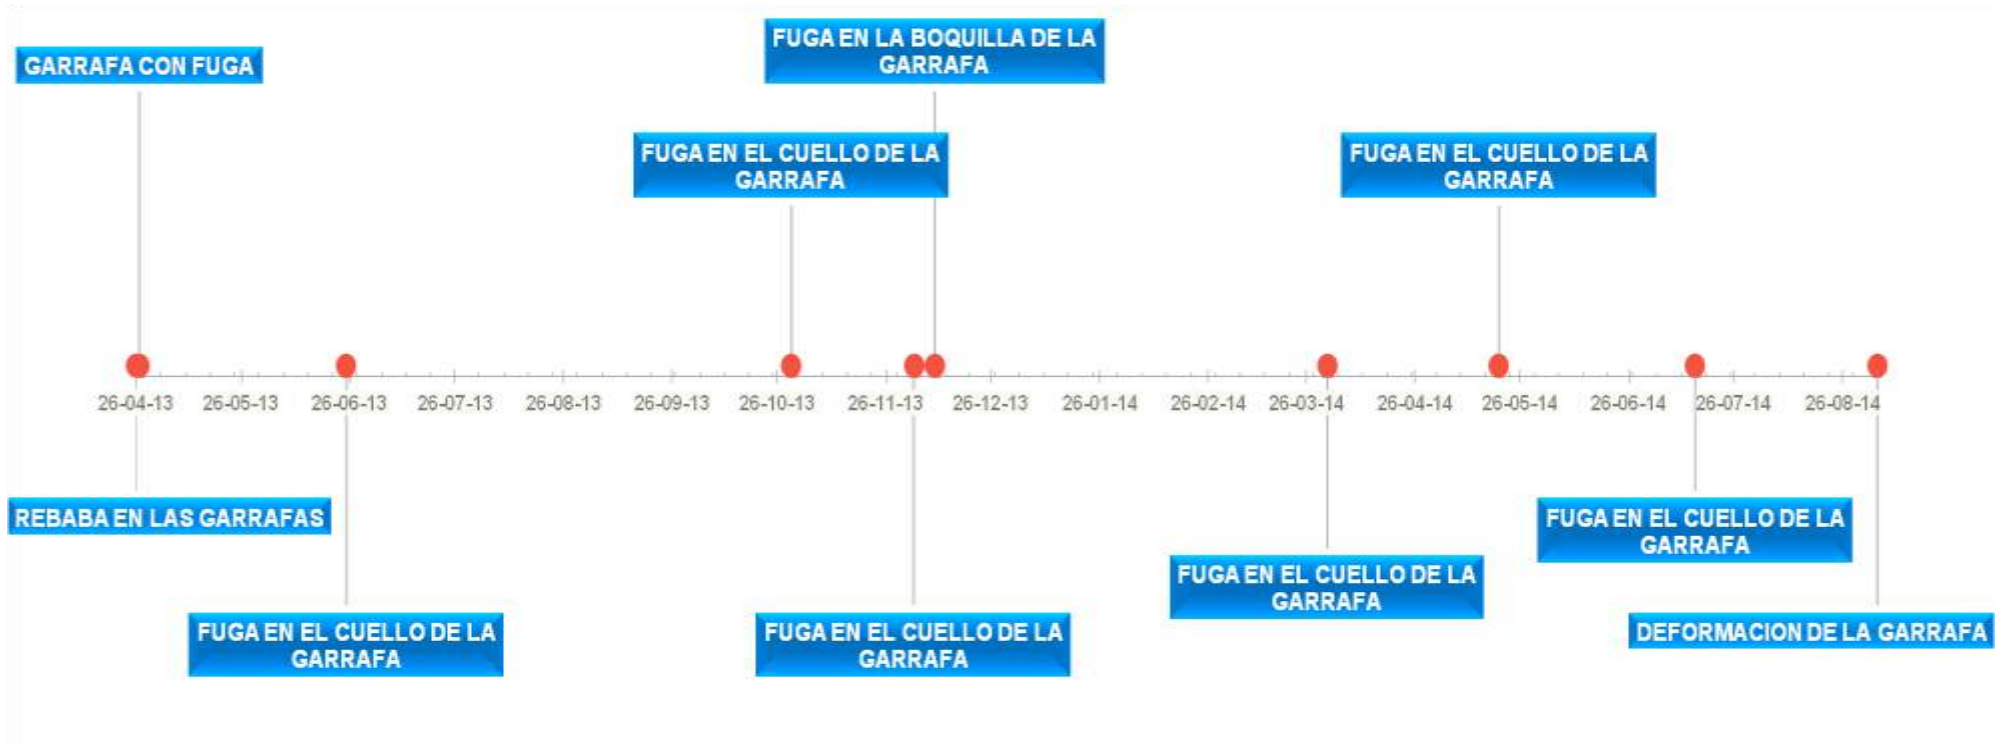 GARRAFA CON FUGA
FUGA EN LA BOQUILLA DE LA
GARRAFA
FUGA EN EL CUELLO DE LA
GARRAFA
FUGA EN EL CUELLO DE LA
GARRAFA
26-04-13 26-05-13 26-06-13 26-07-13 26-08-13 26-09-13 26-10-13 26-11-13 26-12-13 26-01-14 26-02-14 26-03-14 26-04-14 26-05-14 26-06-14 26-07-14 26-08-14
REBABA EN LAS GARRAFAS
FUGA EN EL CUELLO DE LA
GARRAFA
FUGA EN EL CUELLO DE LA
GARRAFA
FUGA EN EL CUELLO DE LA
GARRAFA
FUGA EN EL CUELLO DE LA
GARRAFA
DEFORMACION DE LA GARRAFA